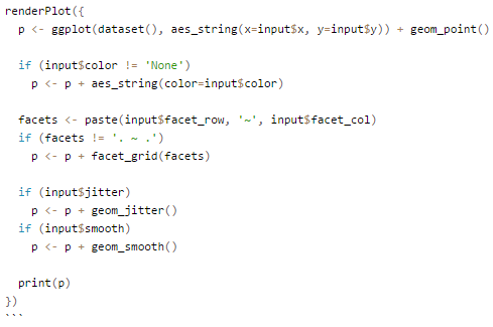 renderPlot({
  p <- ggplot(dataset(), aes_string(x=input$x, y=input$y)) + geom_point()
  if (input$color != 'None')
    p <- p + aes_string(color=input$color)
  facets <- paste(input$facet_row, '~', input$facet_col)
  if (facets != '. ~ .')
    p <- p + facet_grid(facets)
  if (input$jitter)
    p <- p + geom_jitter()
  if (input$smooth)
    p <- p + geom_smooth()
  print(p)
})